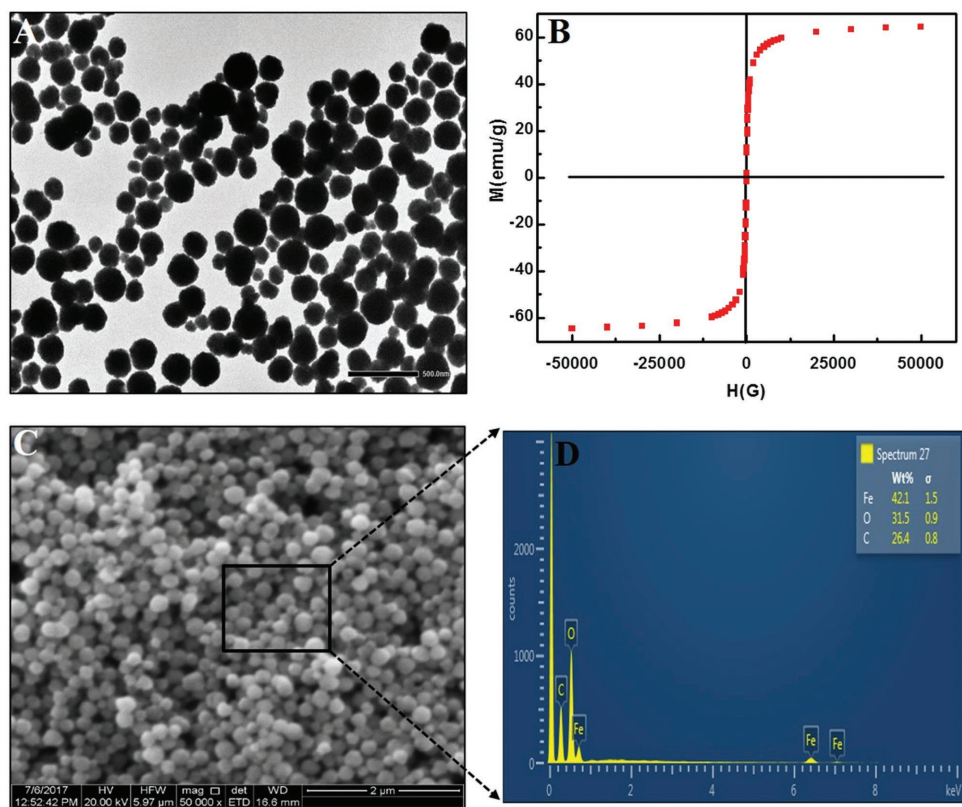 A
500.0nm
B
M(emu/g)
60
40
20
0
-20
-40
-60
-50000 -25000 0 25000 50000
H(G)
C
7/6/2017 HV HFW mag □ det WD
12:52:42 PM 20.00 kV 5.97 µm 50 000 x ETD 16.6 mm
2 µm
D
Spectrum 27
Wt% σ
Fe 42.1 1.5
O 31.5 0.9
C 26.4 0.8
counts
2000
1000
0
O
C
Fe
Fe
Fe
0 2 4 6 8 keV